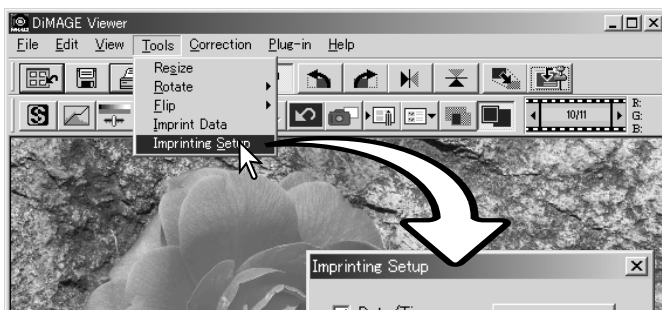 DiMAGE Viewer
File Edit View Tools Correction Plug-in Help
Resize
Rotate
Flip
Imprint Data
Imprinting Setup
10/11
R:
G:
B:
Imprinting Setup